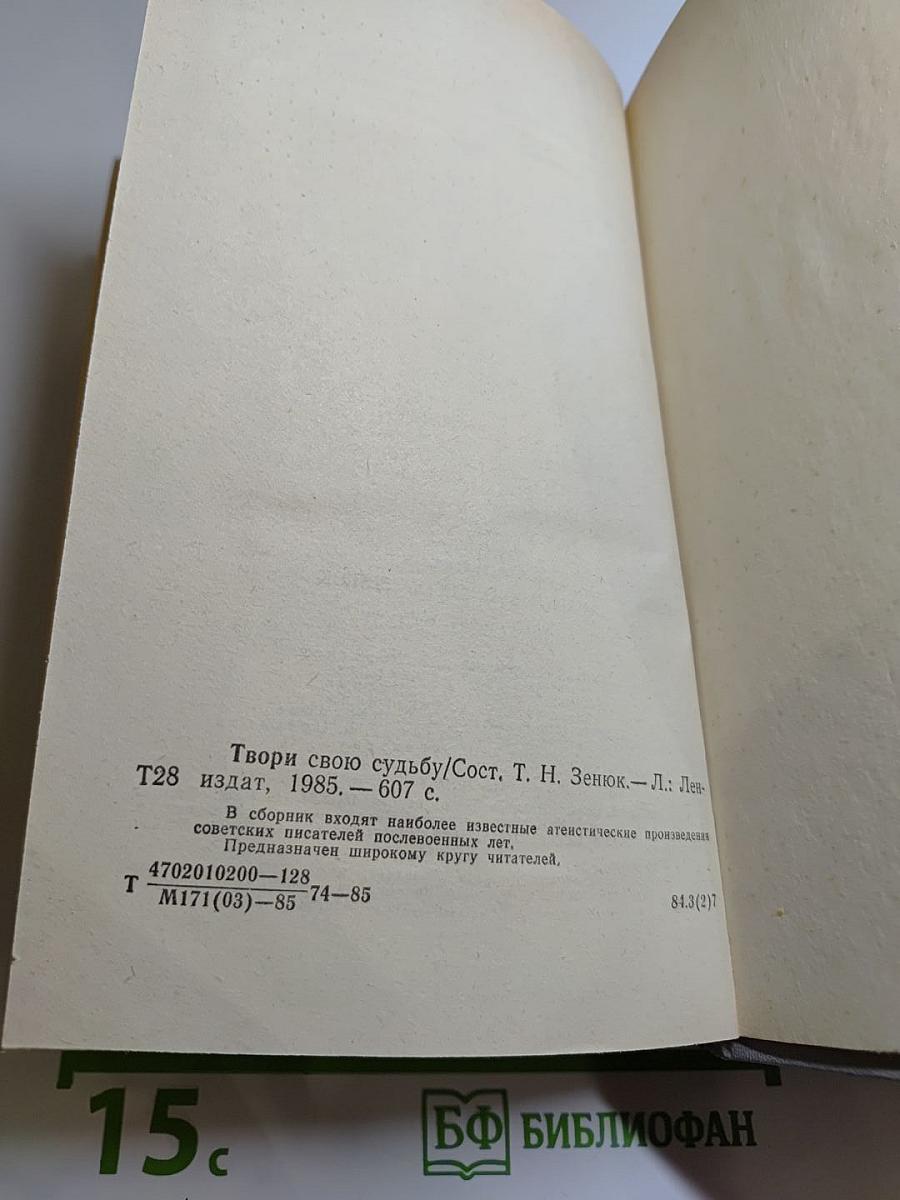 Твори свою судьбу/Сост. Т. Н. Зенюк.— Л.: Лен-
Т28 издат, 1985. — 607 с.
В сборник входят наиболее известные атеистические произведения
советских писателей послевоенных лет.
Предназначен широкому кругу читателей.
Т 4702010200—128
М171(03)—85 74—85
84.3(2)7
15 с
БФ БИБЛИОФАН